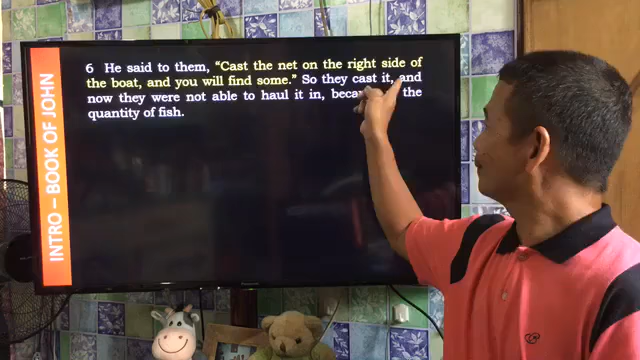 INTRO – BOOK OF JOHN
6 He said to them, “Cast the net on the right side of
the boat, and you will find some.” So they cast it, and
now they were not able to haul it in, the
quantity of fish.